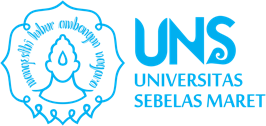 mangesthi luhur ambangun nagara
UNS
UNIVERSITAS
SEBELAS MARET